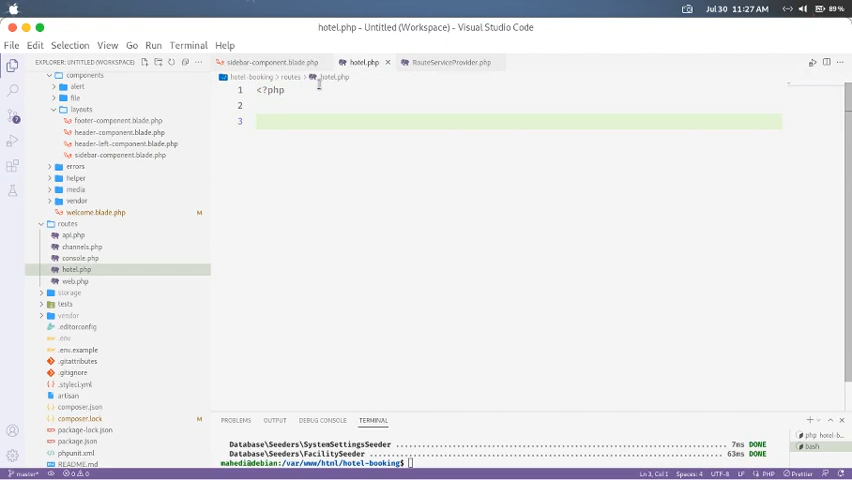 Jul30 11:27 AM
89 %
hotel.php - Untitled (Workspace) - Visual Studio Code
File Edit Selection View Go Run Terminal Help
EXPLORER: UNTITLED (WORKSPACE)
sidebar-component.blade.php hotel.php RouteServiceProvider.php
hotel-booking > routes > hotel.php
components
alert
file
layouts
footer-component.blade.php
header-component.blade.php
header-left-component.blade.php
sidebar-component.blade.php
errors
helper
media
vendor
welcome.blade.php M
routes
api.php
channels.php
console.php
hotel.php
web.php
storage
tests
vendor
.editorconfig
.env
.env.example
.gitattributes
.gitignore
.styleci.yml
artisan
composer.json
composer.lock M
package-lock.json
package.json
phpunit.xml
README.md
1 <?php
2
3
PROBLEMS OUTPUT DEBUG CONSOLE TERMINAL
Database\Seeders\SystemSettingsSeeder 7ms DONE
Database\Seeders\FacilitySeeder 63ms DONE
mahedi@debian:/var/www/html/hotel-booking$
php hotel-b...
bash
master* 0 0 Ln 3, Col 1 Spaces: 4 UTF-8 LF PHP Prettier